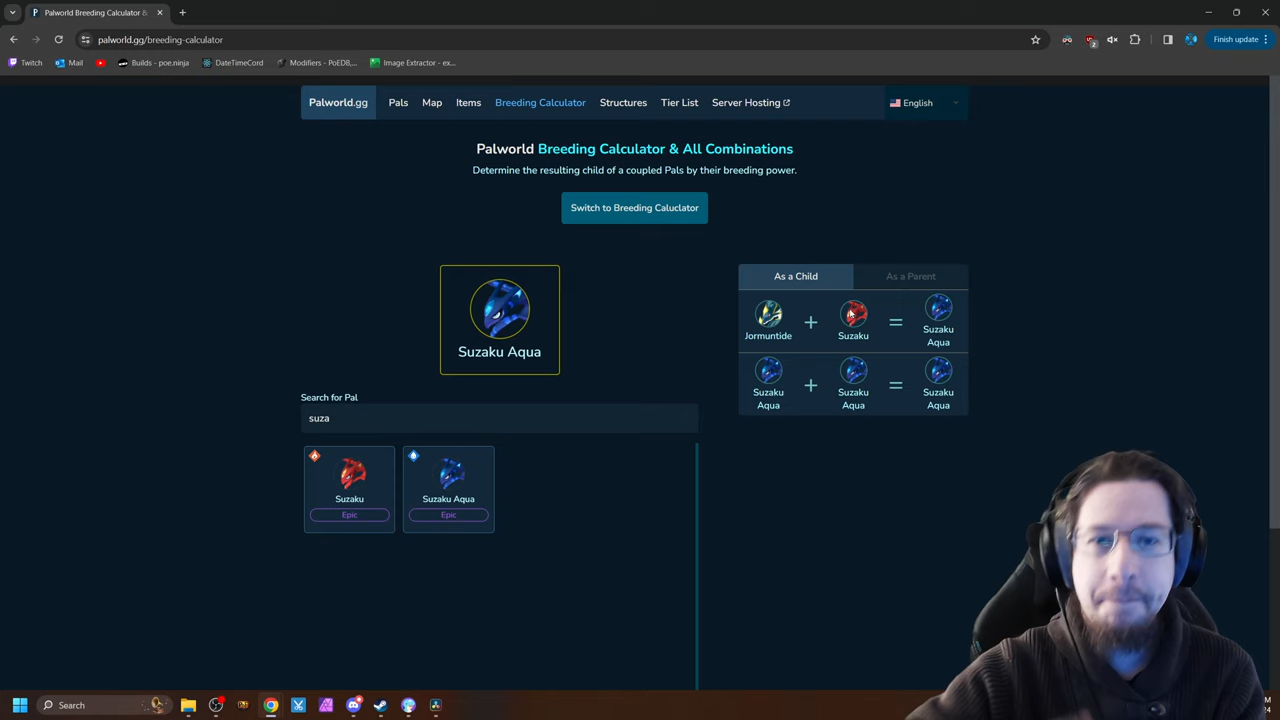 Palworld Breeding Calculator &
palworld.gg/breeding-calculator
2
Finish update
Twitch
Mail
Builds - poe.ninja
DateTimeCord
Modifiers - PoEDB,...
Image Extractor - ex...
Palworld.gg
Pals
Map
Items
Breeding Calculator
Structures
Tier List
Server Hosting
English
Palworld Breeding Calculator & All Combinations
Determine the resulting child of a coupled Pals by their breeding power.
Switch to Breeding Caluclator
Suzaku Aqua
Search for Pal
suza
Suzaku
Epic
Suzaku Aqua
Epic
As a Child
As a Parent
Jormuntide
+
Suzaku
=
Suzaku
Aqua
Suzaku
Aqua
+
Suzaku
Aqua
=
Suzaku
Aqua
Search